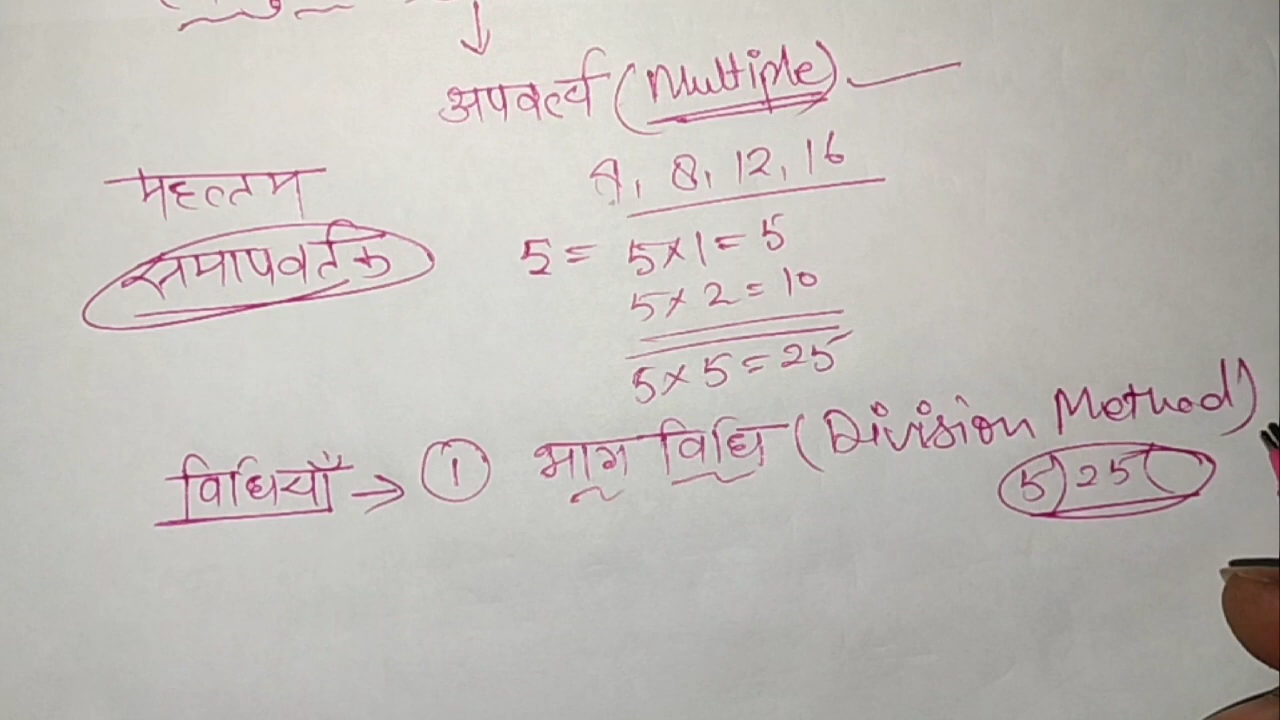 अपवर्त्य (Multiple)
4, 8, 12, 16
महत्तम
समापवर्तक
5 = 5×1 = 5
5×2 = 10
5×5 = 25
विधियाँ → ① भाग विधि (Division Method)
5)25(